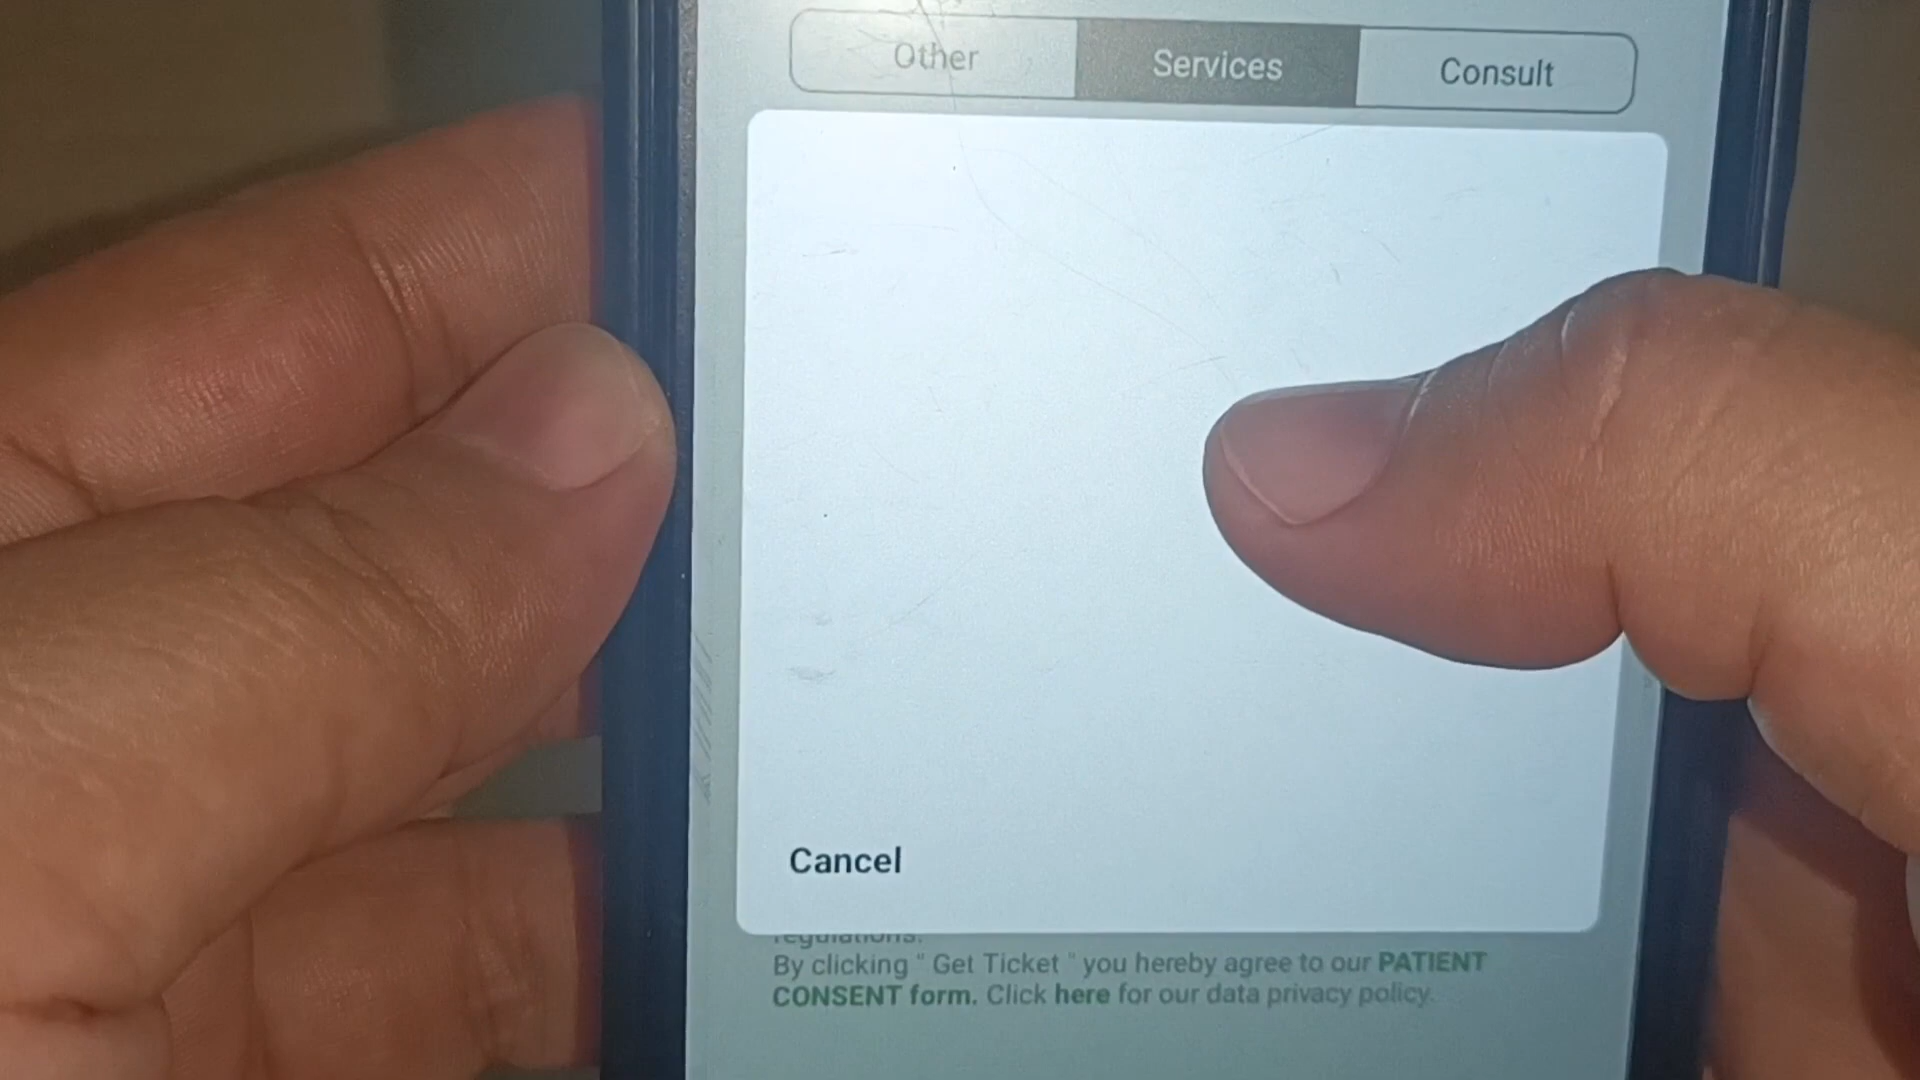 Other Services Consult
Cancel
regulations.
By clicking " Get Ticket " you hereby agree to our PATIENT
CONSENT form. Click here for our data privacy policy.